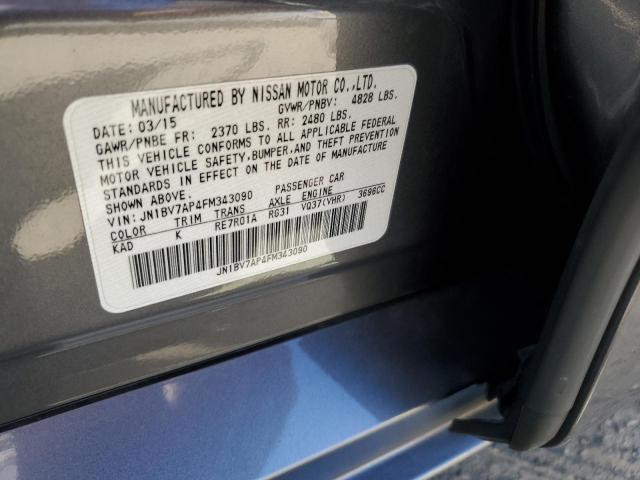 MANUFACTURED BY NISSAN MOTOR CO.,LTD.
DATE: 03/15 GVWR/PNBV: 4828 LBS.
GAWR/PNBE FR: 2370 LBS. RR: 2480 LBS.
THIS VEHICLE CONFORMS TO ALL APPLICABLE FEDERAL
MOTOR VEHICLE SAFETY, BUMPER, AND THEFT PREVENTION
STANDARDS IN EFFECT ON THE DATE OF MANUFACTURE
SHOWN ABOVE.
VIN: JN1BV7AP4FM343090 PASSENGER CAR
COLOR TRIM TRANS AXLE ENGINE
KAD K RE7R01A RG31 VQ37(VHR) 3696CC
JN1BV7AP4FM343090